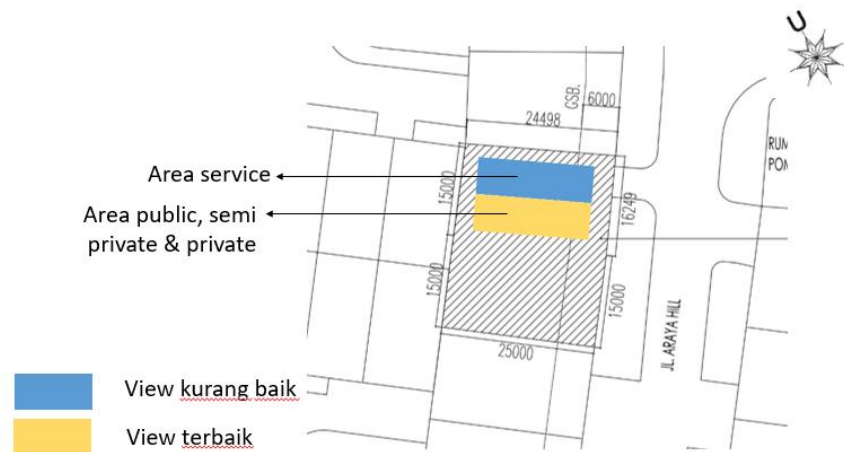 U
GSB.
6000
24498
RUM
PON
Area service
15000
16249
Area public, semi
private & private
15000
15000
JL. ARAYA HILL
25000
View kurang baik
View terbaik